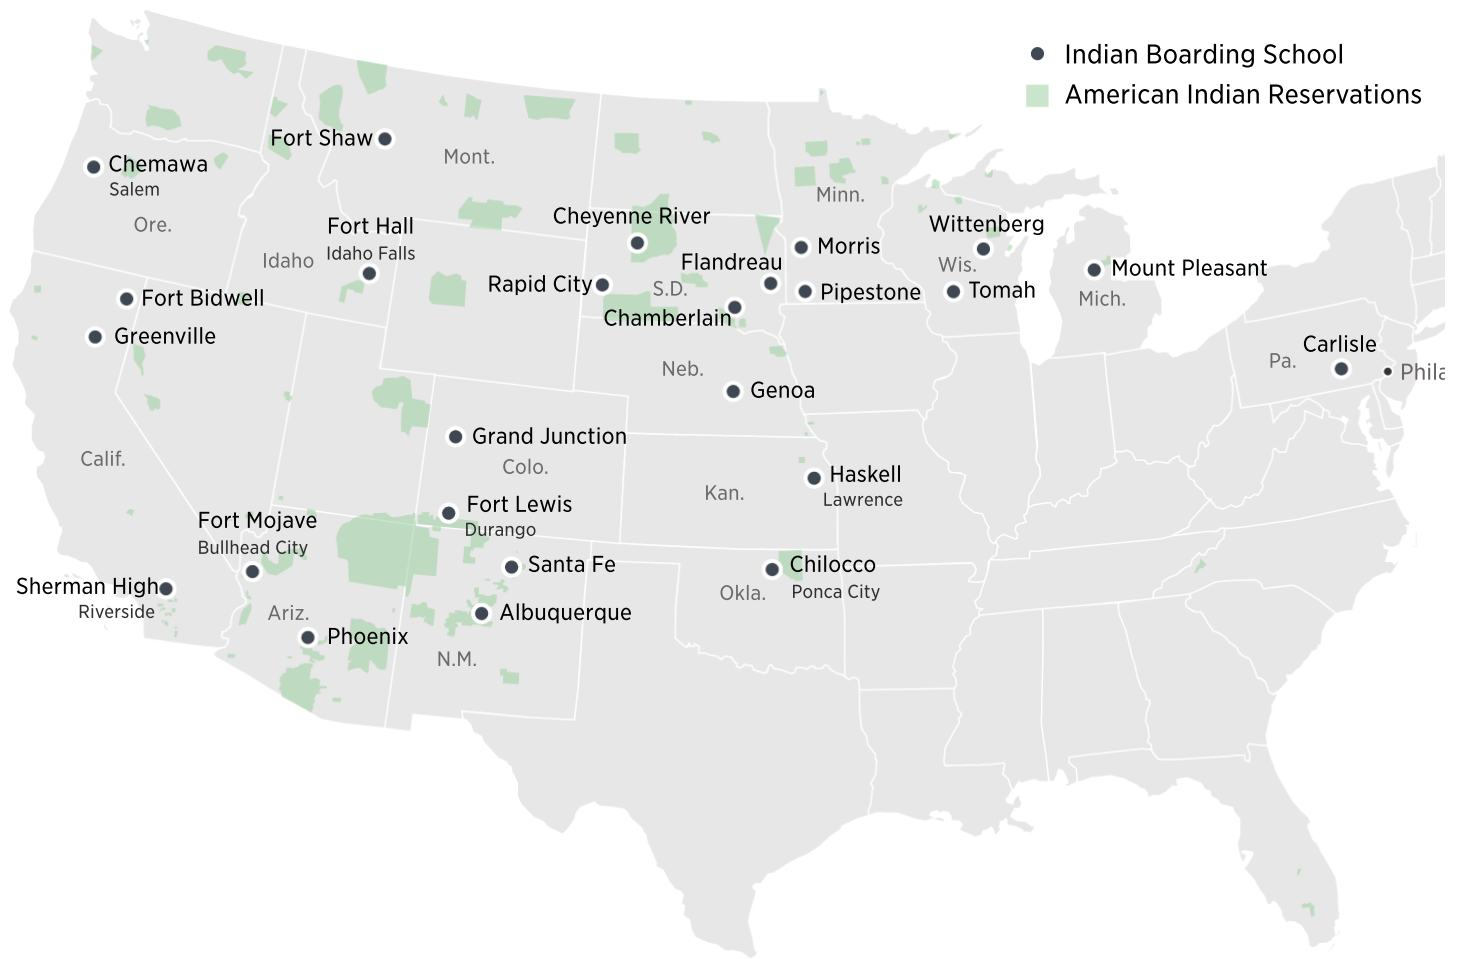 Indian Boarding School
American Indian Reservations
Fort Shaw
Mont.
Chemawa
Salem
Ore.
Minn.
Fort Hall
Idaho Falls
Idaho
Cheyenne River
Wittenberg
Morris
Flandreau
Wis.
Mount Pleasant
Rapid City
S.D.
Pipestone
Tomah
Mich.
Fort Bidwell
Chamberlain
Greenville
Carlisle
Pa.
Phila
Neb.
Genoa
Grand Junction
Colo.
Calif.
Haskell
Lawrence
Kan.
Fort Lewis
Durango
Fort Mojave
Bullhead City
Santa Fe
Chilocco
Ponca City
Okla.
Sherman High
Riverside
Ariz.
Albuquerque
Phoenix
N.M.